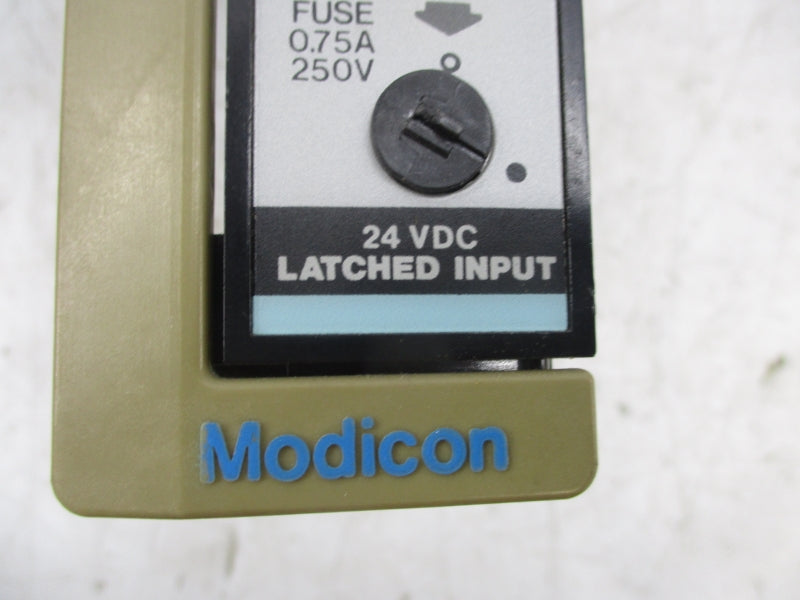 FUSE
0.75A
250V
24 VDC
LATCHED INPUT
Modicon